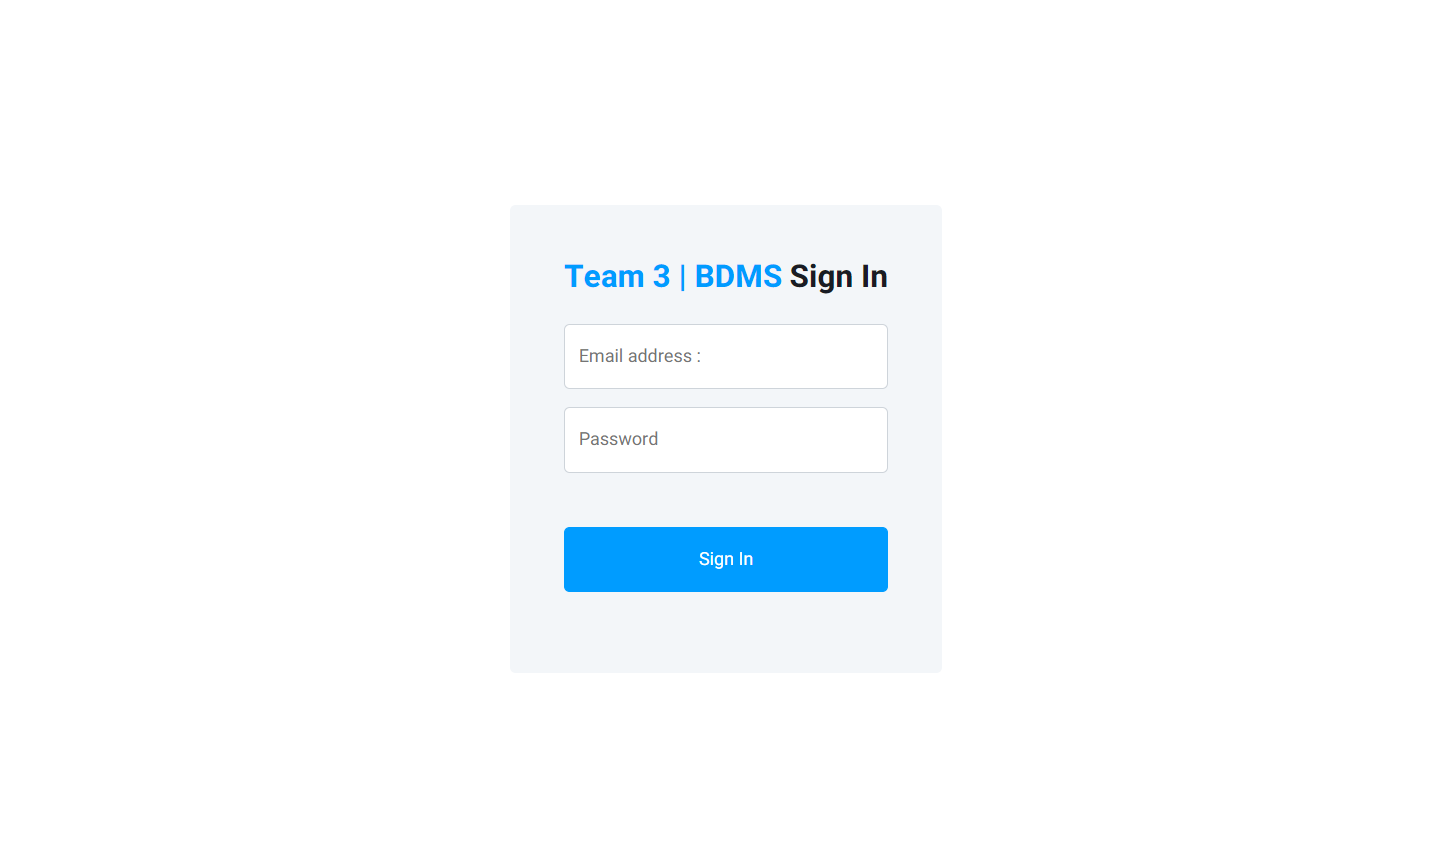 Team 3 | BDMS Sign In
Email address :
Password
Sign In